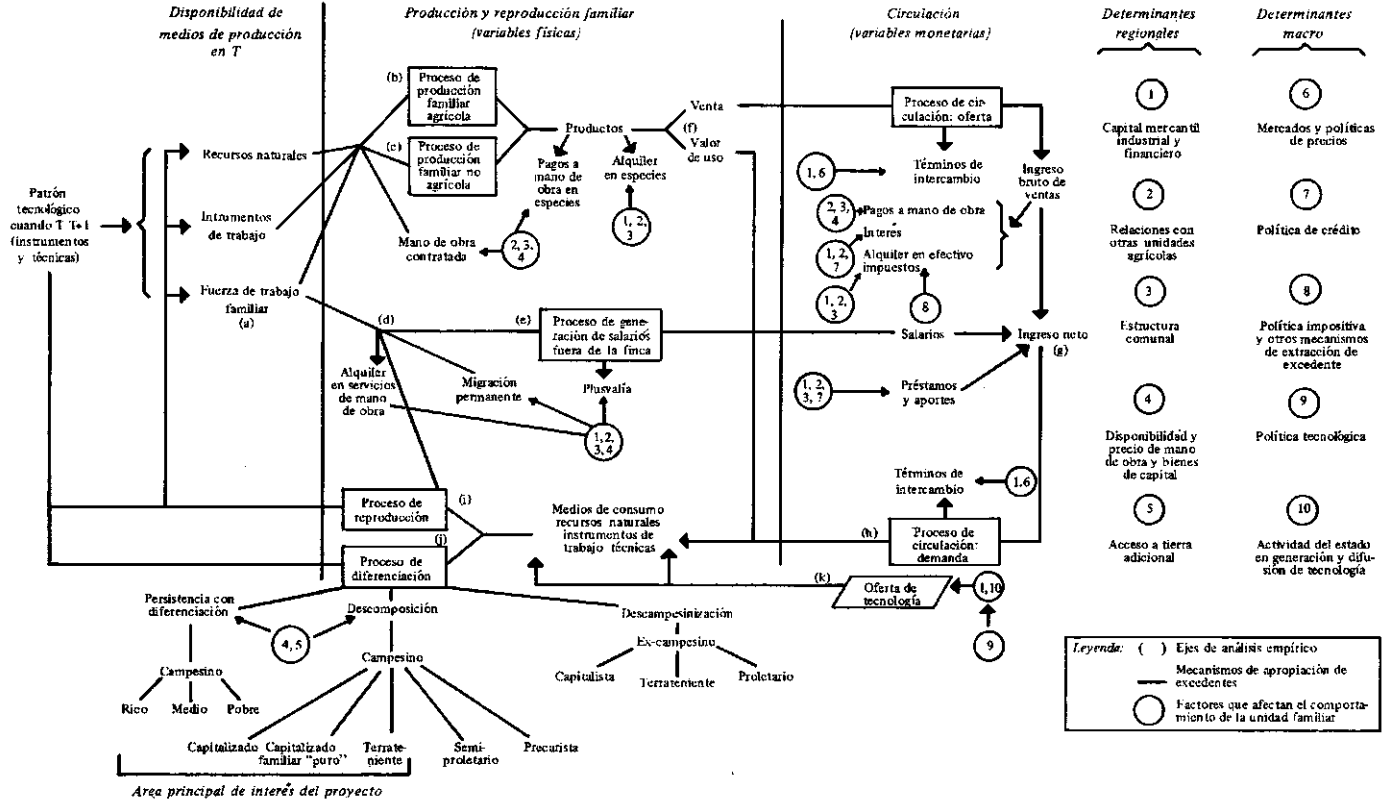 Disponibilidad de
medios de producción
en T
Producción y reproducción familiar
(variables físicas)
Circulación
(variables monetarias)
Determinantes
regionales
Determinantes
macro
Patrón
tecnológico
cuando T T+1
(instrumentos
y técnicas)
Recursos naturales
Intrumentos
de trabajo
Fuerza de trabajo
familiar
(a)
(b)
Proceso de
producción
familiar
agrícola
(c)
Proceso de
producción
familiar no
agrícola
Productos
(f)
Venta
Valor
de uso
Pagos a
mano de
obra en
especies
Alquiler
en especies
1, 2,
3
Mano de obra
contratada
2, 3,
4
(d)
(e)
Proceso de gene-
ración de salarios
fuera de la finca
Alquiler
en servicios
de mano
de obra
Migración
permanente
Plusvalía
1, 2,
3, 4
Proceso de cir-
culación: oferta
1, 6
Términos de
intercambio
Ingreso
bruto de
ventas
2, 3,
4
Pagos a mano de obra
Interés
1, 2,
7
Alquiler en efectivo
impuestos
1, 2,
3
8
Salarios
Ingreso neto
(g)
1, 2,
3, 7
Préstamos
y aportes
Términos de
intercambio
1.6
(h)
Proceso de
circulación:
demanda
Proceso de
reproducción
(i)
(j)
Proceso de
diferenciación
Medios de consumo
recursos naturales
instrumentos de
trabajo técnicas
(k)
Oferta de
tecnología
1,10
9
Persistencia con
diferenciación
4, 5
Descomposición
Descampesinización
Campesino
Rico
Medio
Pobre
Campesino
Ex-campesino
Capitalista
Terrateniente
Proletario
Capitalizado
Capitalizado
familiar "puro"
Terrate-
niente
Semi-
proletario
Precarista
Area principal de interés del proyecto
1
Capital mercantil
industrial y
financiero
2
Relaciones con
otras unidades
agrícolas
3
Estructura
comunal
4
Disponibilidad y
precio de mano
de obra y bienes
de capital
5
Acceso a tierra
adicional
6
Mercados y políticas
de precios
7
Política de crédito
8
Política impositiva
y otros mecanismos
de extracción de
excedente
9
Política tecnológica
10
Actividad del estado
en generación y difu-
sión de tecnología
Leyenda: ( ) Ejes de análisis empírico
Mecanismos de apropiación de
excedentes
Factores que afectan el comporta-
miento de la unidad familiar